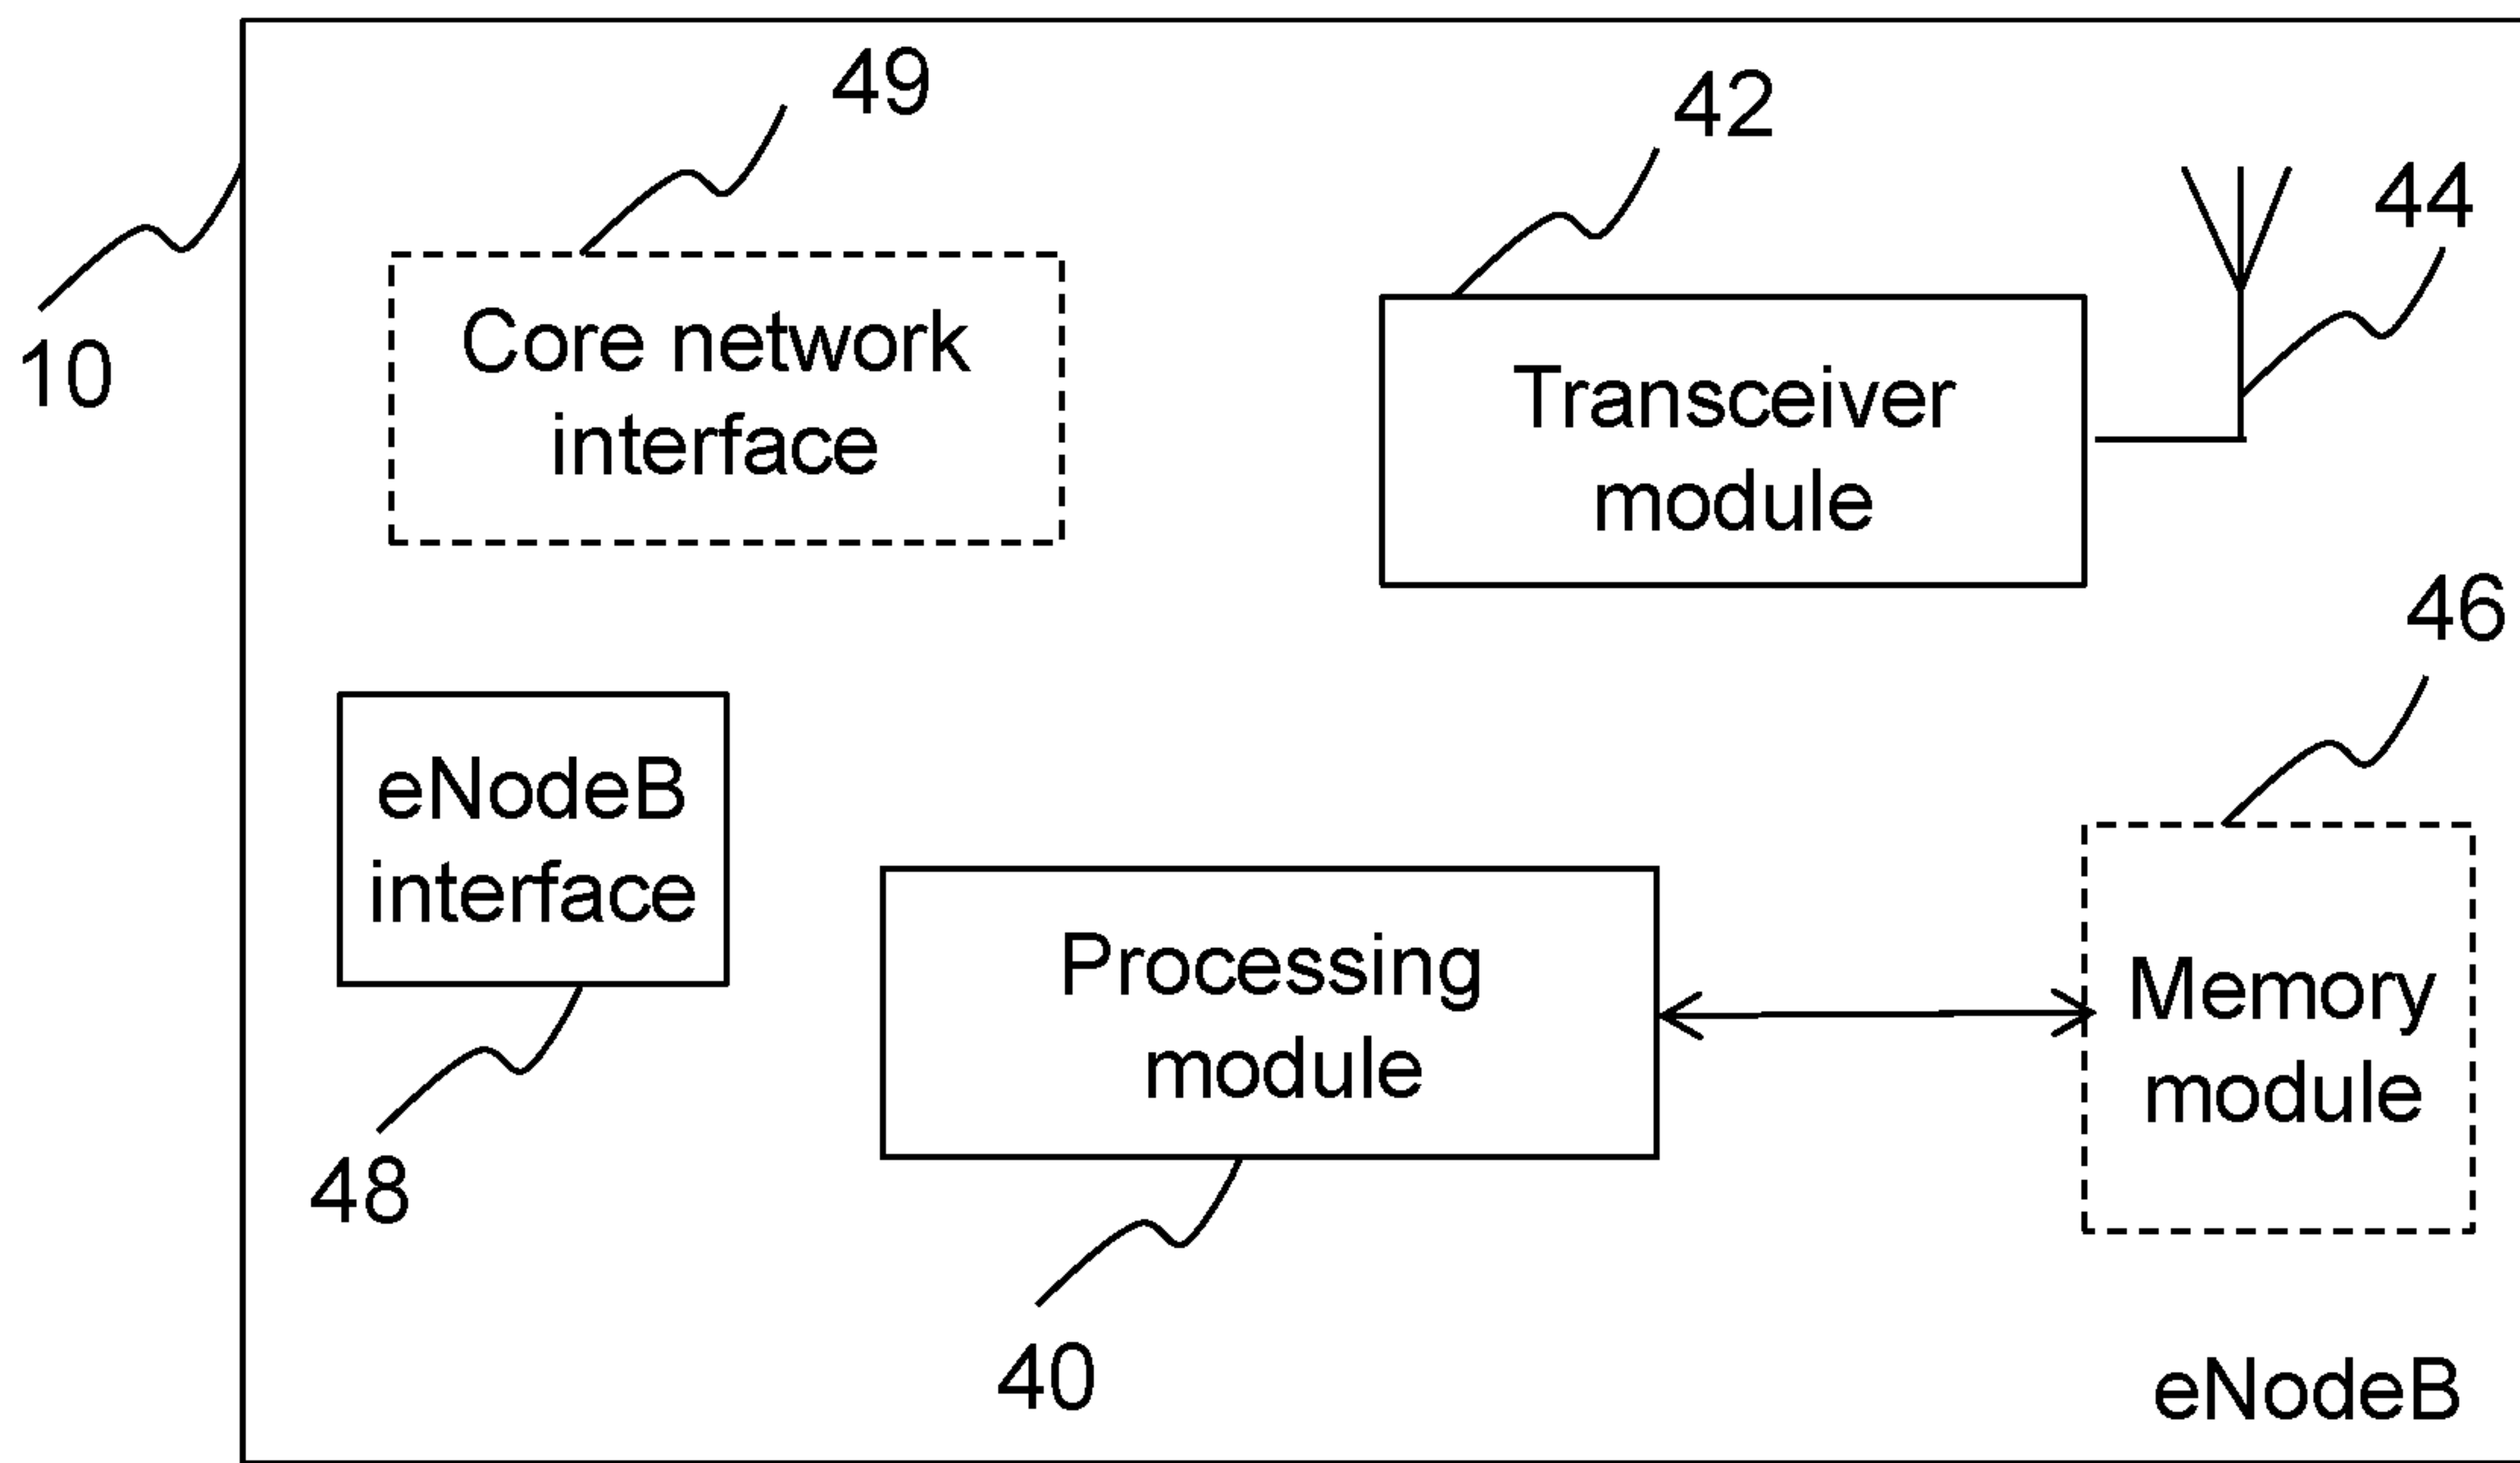 49
42
44
Core network
interface
10
Transceiver
module
46
eNodeB
interface
Processing
module
Memory
module
48
40
eNodeB